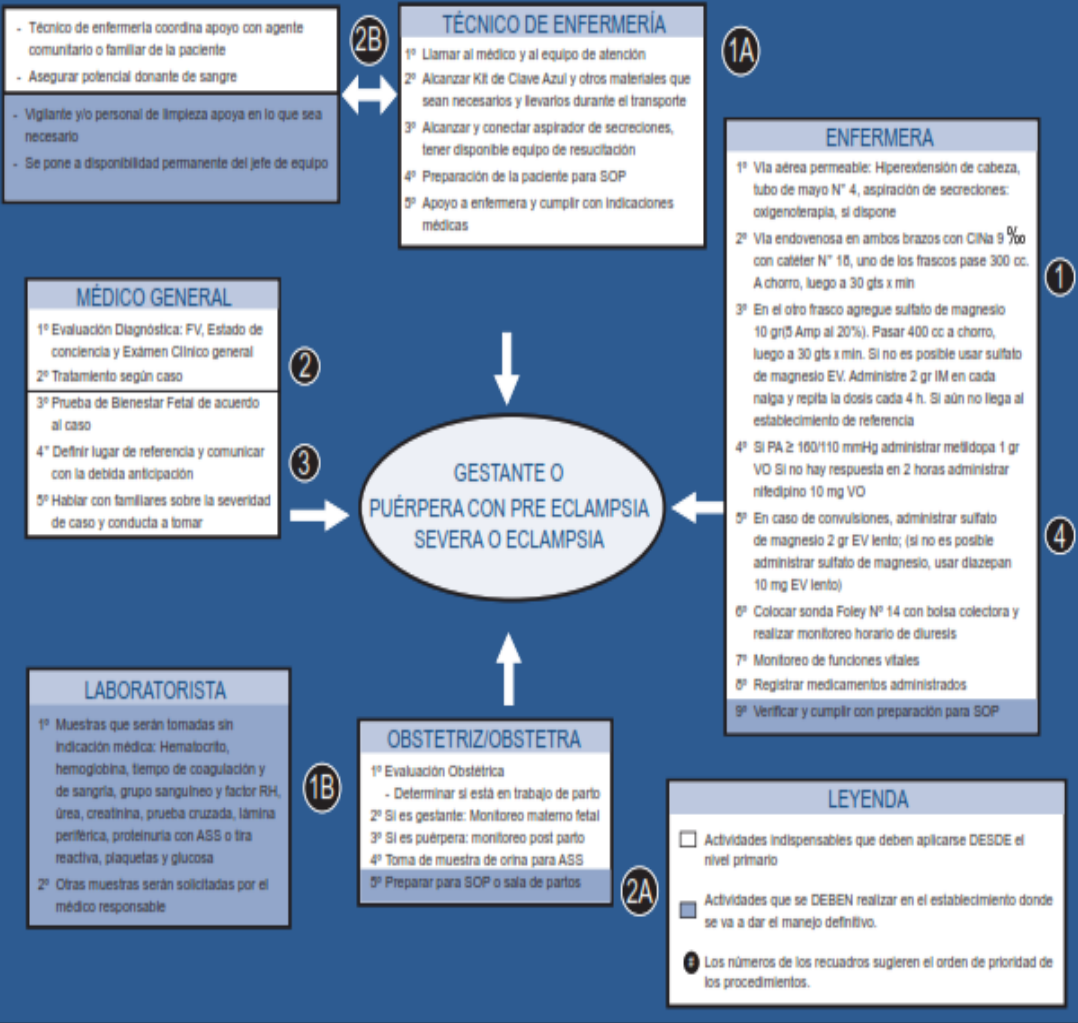 - Técnico de enfermería coordina apoyo con agente
comunitario o familiar de la paciente
- Asegurar potencial donante de sangre
- Vigilante y/o personal de limpieza apoya en lo que sea
necesario
- Se pone a disponibilidad permanente del jefe de equipo
2B
TÉCNICO DE ENFERMERÍA
1º Llamar al médico y al equipo de atención
2º Alcanzar Kit de Clave Azul y otros materiales que
sean necesarios y llevarlos durante el transporte
3º Alcanzar y conectar aspirador de secreciones,
tener disponible equipo de resucitación
4º Preparación de la paciente para SOP
5º Apoyo a enfermera y cumplir con indicaciones
médicas
1A
ENFERMERA
1º Vía aérea permeable: Hiperextensión de cabeza,
tubo de mayo N° 4, aspiración de secreciones:
oxigenoterapia, si dispone
2º Vía endovenosa en ambos brazos con ClNa 9 ‰
con catéter N° 18, uno de los frascos pase 300 cc.
A chorro, luego a 30 gts x min
1
3º En el otro frasco agregue sulfato de magnesio
10 gr(5 Amp al 20%). Pasar 400 cc a chorro,
luego a 30 gts x min. Si no es posible usar sulfato
de magnesio EV. Administre 2 gr IM en cada
nalga y repita la dosis cada 4 h. Si aún no llega al
establecimiento de referencia
4º Si PA ≥ 160/110 mmHg administrar metildopa 1 gr
VO Si no hay respuesta en 2 horas administrar
nifedipino 10 mg VO
5º En caso de convulsiones, administrar sulfato
de magnesio 2 gr EV lento; (si no es posible
administrar sulfato de magnesio, usar diazepan
10 mg EV lento)
4
6º Colocar sonda Foley Nº 14 con bolsa colectora y
realizar monitoreo horario de diuresis
7º Monitoreo de funciones vitales
8º Registrar medicamentos administrados
9º Verificar y cumplir con preparación para SOP
MÉDICO GENERAL
1º Evaluación Diagnóstica: FV, Estado de
conciencia y Exámen Clínico general
2º Tratamiento según caso
2
3º Prueba de Bienestar Fetal de acuerdo
al caso
4" Definir lugar de referencia y comunicar
con la debida anticipación
5º Hablar con familiares sobre la severidad
de caso y conducta a tomar
3
GESTANTE O
PUÉRPERA CON PRE ECLAMPSIA
SEVERA O ECLAMPSIA
LABORATORISTA
1º Muestras que serán tomadas sin
indicación médica: Hematocrito,
hemoglobina, tiempo de coagulación y
de sangría, grupo sanguíneo y factor RH,
úrea, creatinina, prueba cruzada, lámina
periférica, proteinuria con ASS o tira
reactiva, plaquetas y glucosa
2º Otras muestras serán solicitadas por el
médico responsable
1B
OBSTETRIZ/OBSTETRA
1º Evaluación Obstétrica
- Determinar si está en trabajo de parto
2º Si es gestante: Monitoreo materno fetal
3º Si es puérpera: monitoreo post parto
4º Toma de muestra de orina para ASS
5º Preparar para SOP o sala de partos
2A
LEYENDA
Actividades indispensables que deben aplicarse DESDE el
nivel primario
Actividades que se DEBEN realizar en el establecimiento donde
se va a dar el manejo definitivo.
# Los números de los recuadros sugieren el orden de prioridad de
los procedimientos.